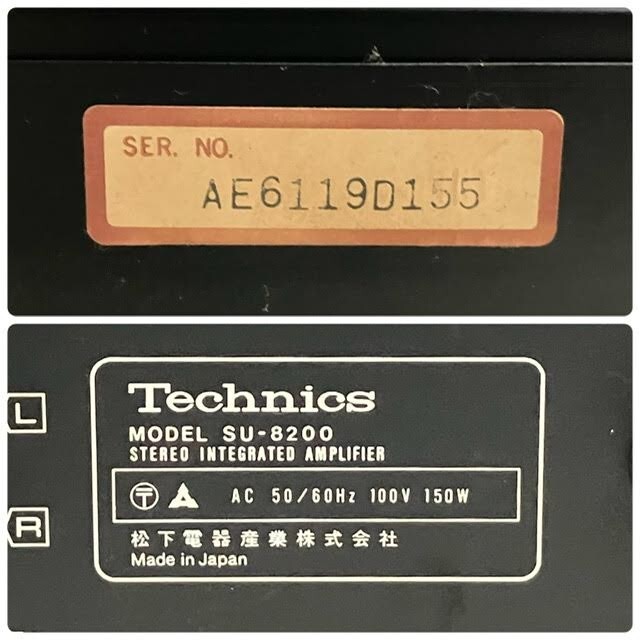 SER. NO.
AE6119D155
Technics
MODEL SU-8200
STEREO INTEGRATED AMPLIFIER
L
〒 AC 50/60Hz 100V 150W
R
松下電器産業株式会社
Made in Japan